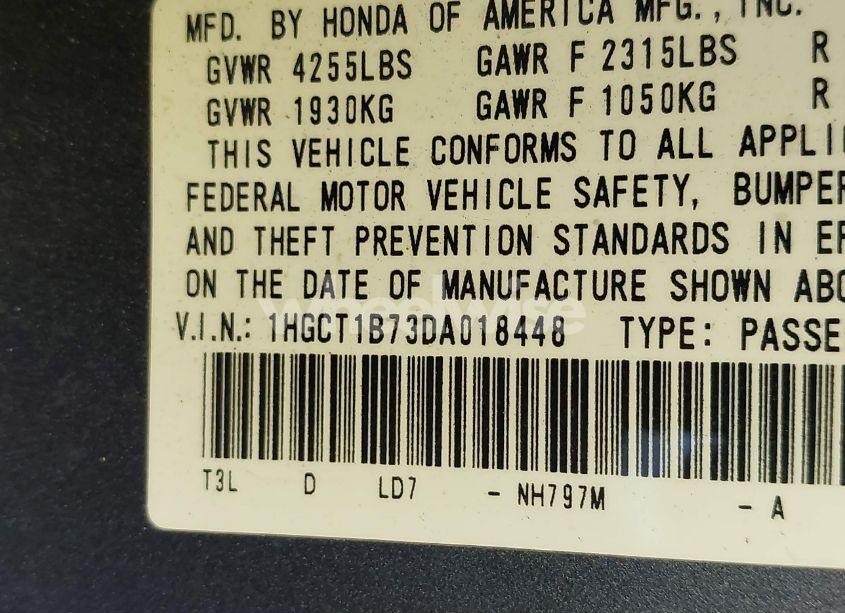 MFD. BY HONDA OF AMERICA MFG., INC.
GVWR 4255LBS GAWR F 2315LBS R
GVWR 1930KG GAWR F 1050KG R
THIS VEHICLE CONFORMS TO ALL APPLI
FEDERAL MOTOR VEHICLE SAFETY, BUMPER
AND THEFT PREVENTION STANDARDS IN EF
ON THE DATE OF MANUFACTURE SHOWN ABO
V.I.N.: 1HGCT1B73DA018448 TYPE: PASSE
T3L D LD7 - NH797M - A